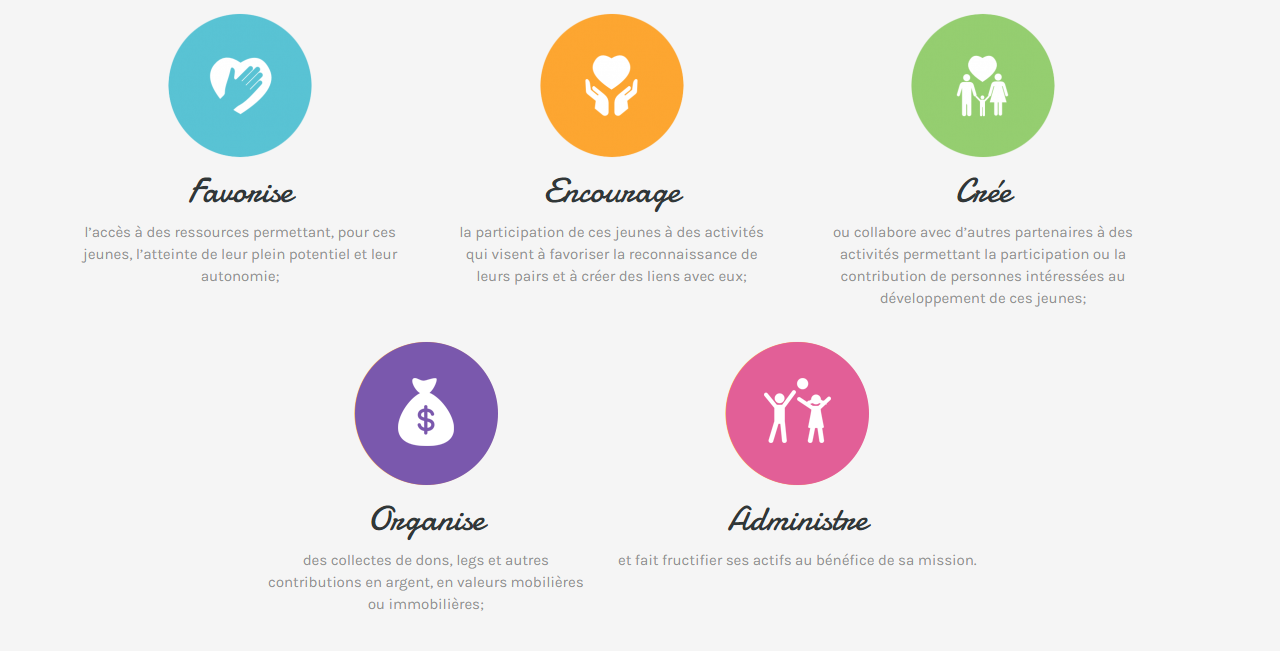 Favorise
l’accès à des ressources permettant, pour ces
jeunes, l’atteinte de leur plein potentiel et leur
autonomie;
Encourage
la participation de ces jeunes à des activités
qui visent à favoriser la reconnaissance de
leurs pairs et à créer des liens avec eux;
Crée
ou collabore avec d’autres partenaires à des
activités permettant la participation ou la
contribution de personnes intéressées au
développement de ces jeunes;
$
Organise
des collectes de dons, legs et autres
contributions en argent, en valeurs mobilières
ou immobilières;
Administre
et fait fructifier ses actifs au bénéfice de sa mission.